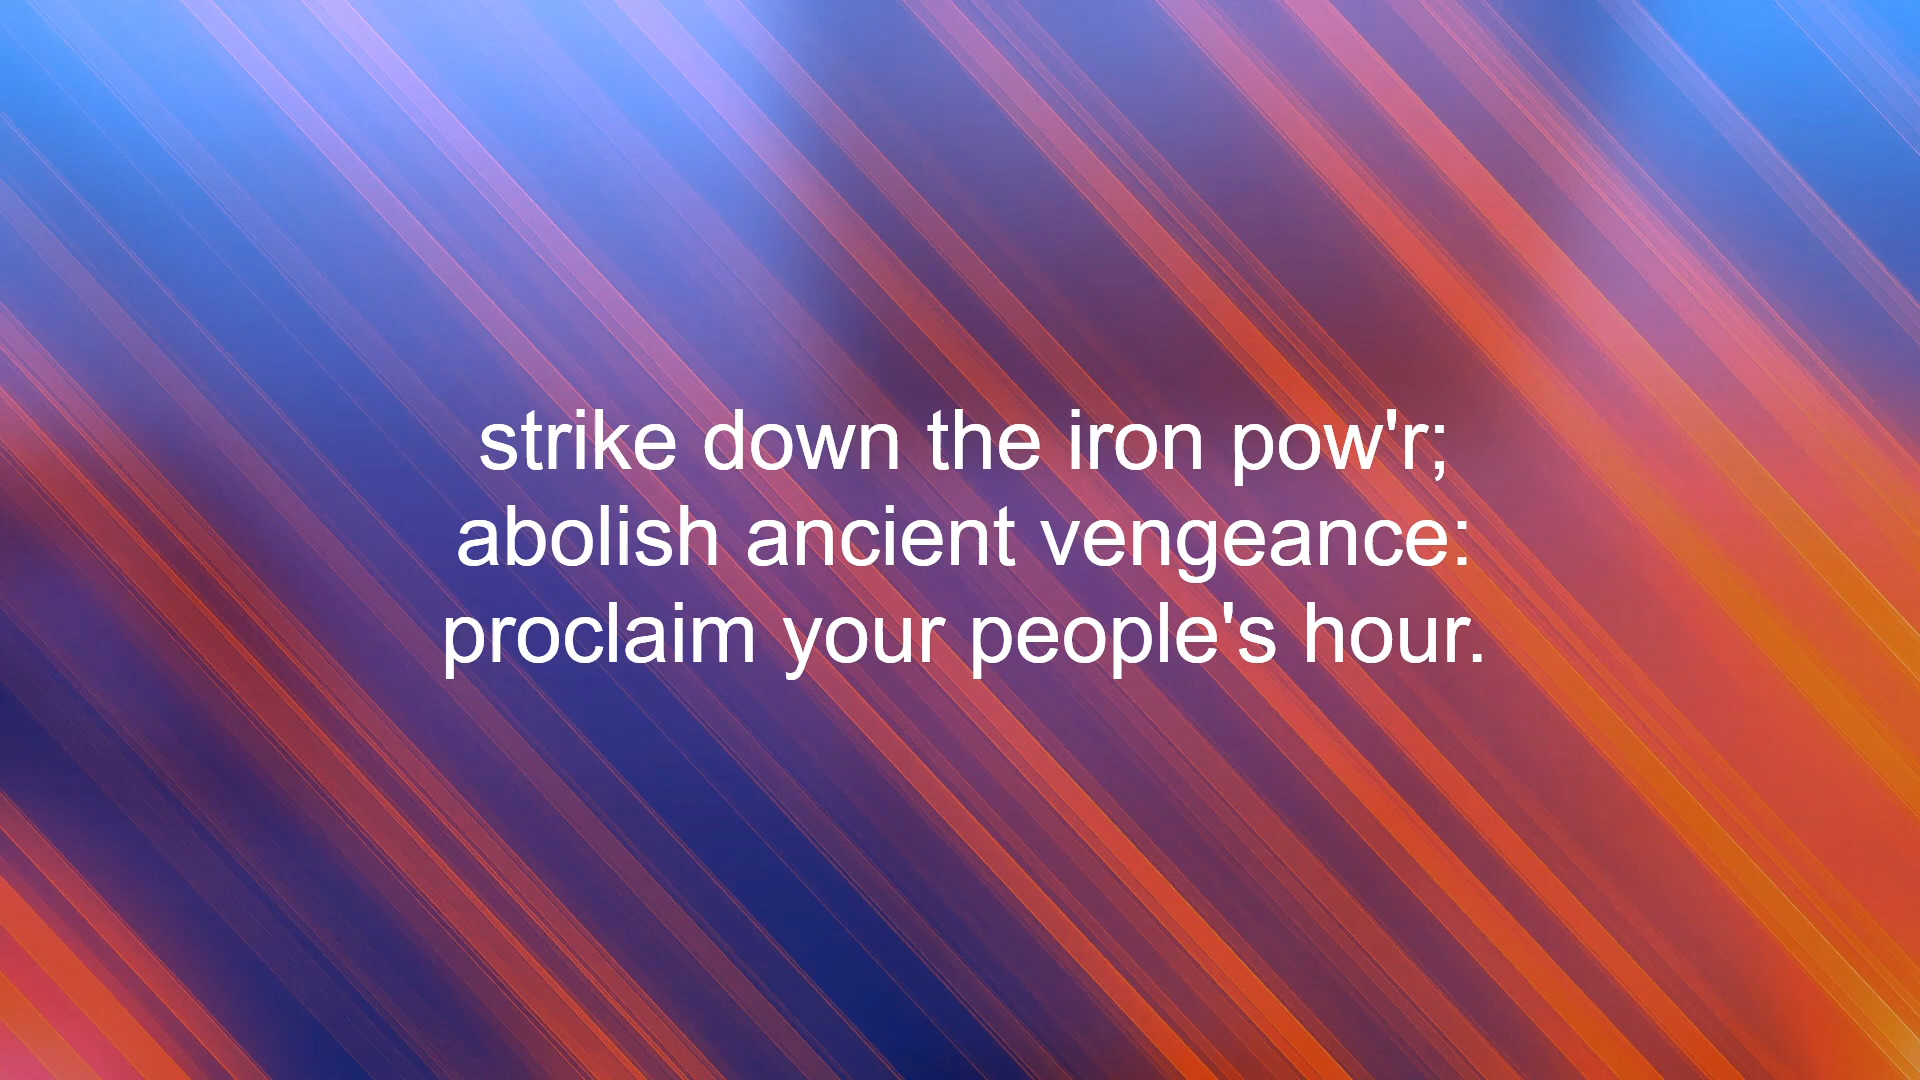 strike down the iron pow'r;
abolish ancient vengeance:
proclaim your people's hour.